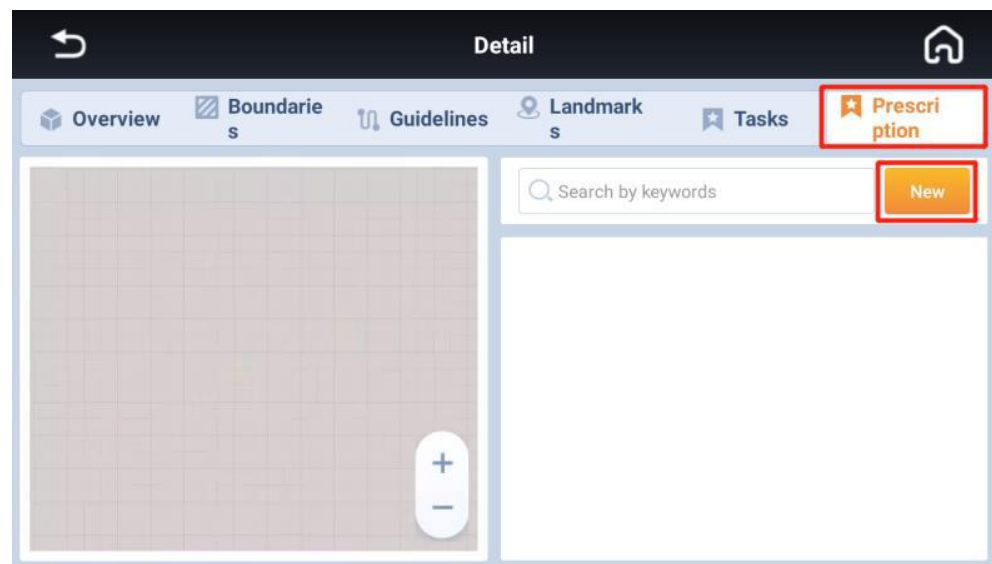 Detail
Overview
Boundarie
s
Guidelines
Landmark
s
Tasks
Prescri
ption
Search by keywords
New
+
−